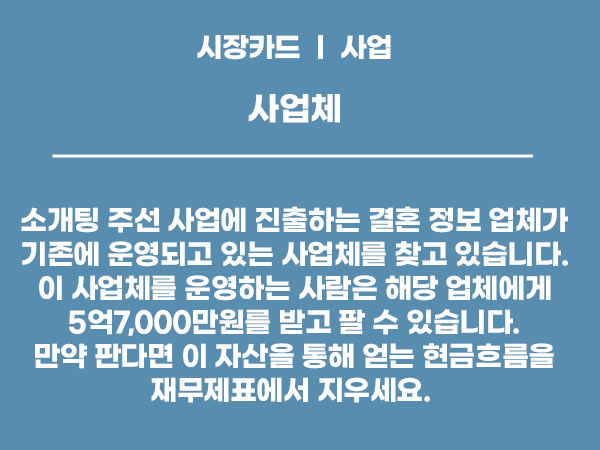 시장카드 ㅣ 사업
사업체
소개팅 주선 사업에 진출하는 결혼 정보 업체가
기존에 운영되고 있는 사업체를 찾고 있습니다.
이 사업체를 운영하는 사람은 해당 업체에게
5억7,000만원를 받고 팔 수 있습니다.
만약 판다면 이 자산을 통해 얻는 현금흐름을
재무제표에서 지우세요.